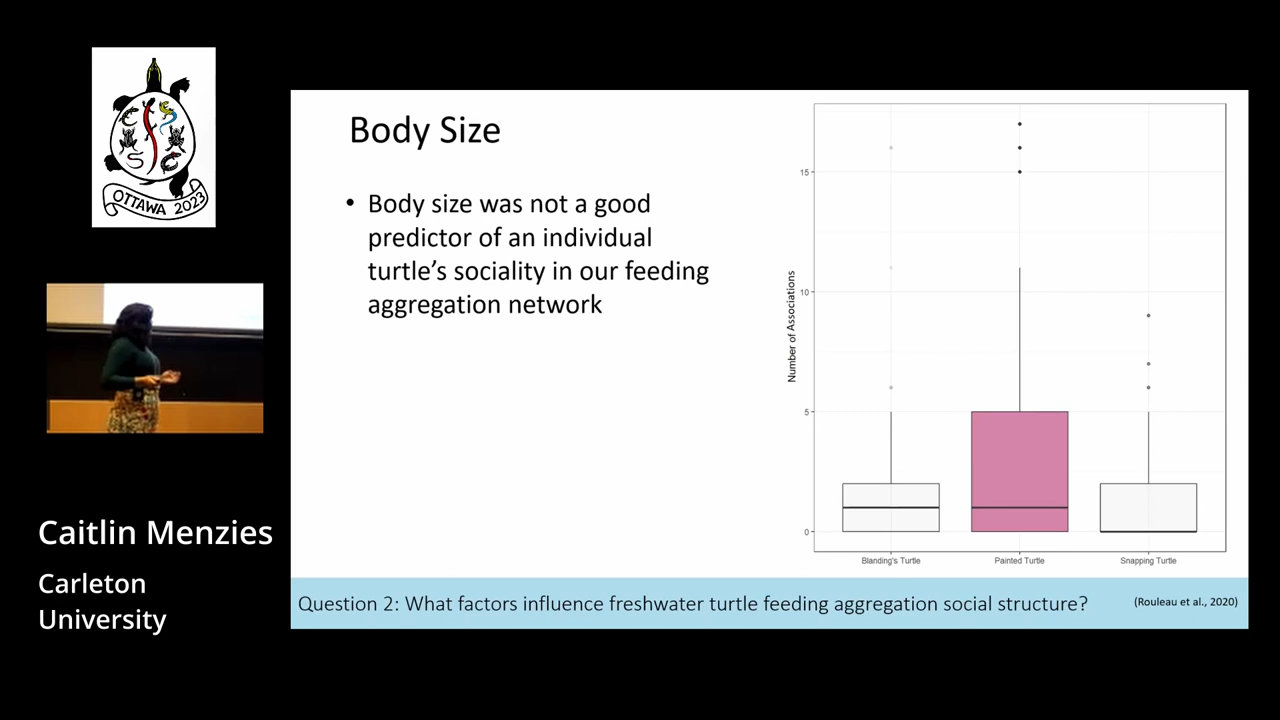 OTTAWA 2023
Caitlin Menzies
Carleton
University
Body Size
• Body size was not a good
predictor of an individual
turtle’s sociality in our feeding
aggregation network
Number of Associations
15
10
5
0
Blanding's Turtle
Painted Turtle
Snapping Turtle
Question 2: What factors influence freshwater turtle feeding aggregation social structure?
(Rouleau et al., 2020)